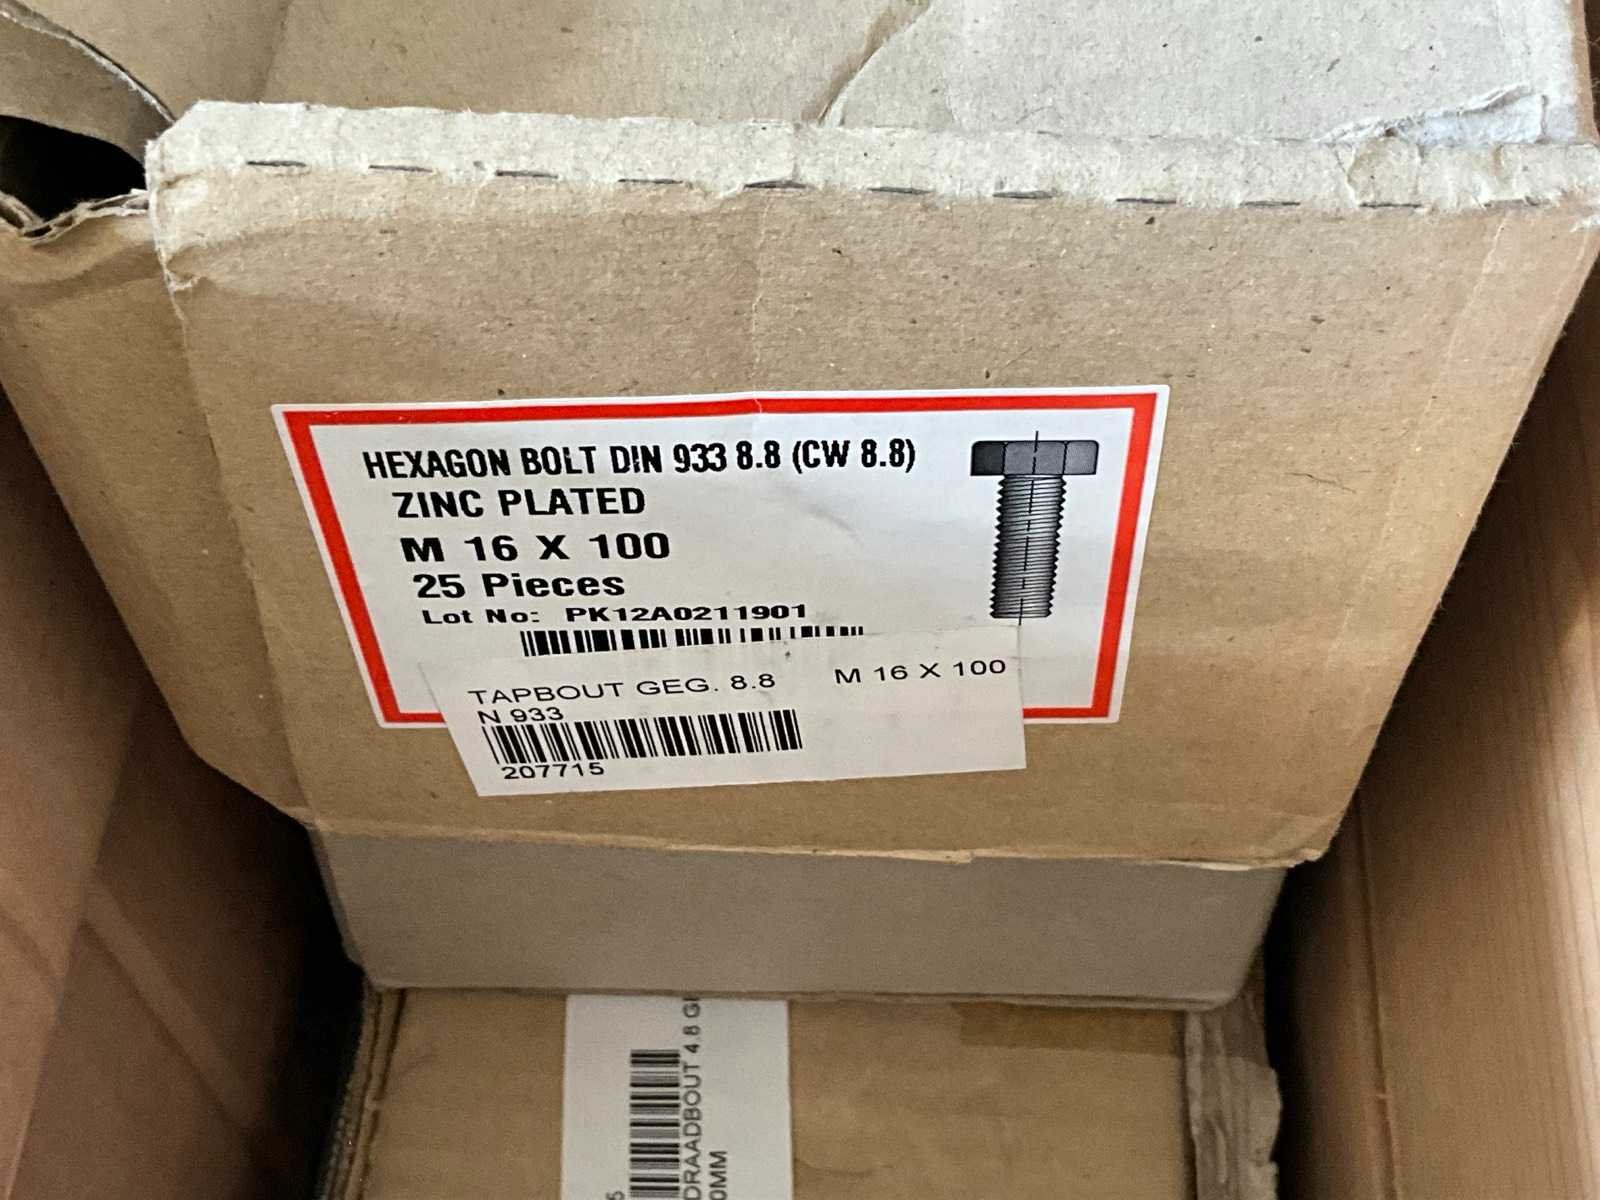 HEXAGON BOLT DIN 933 8.8 (CW 8.8)
ZINC PLATED
M 16 X 100
25 Pieces
Lot No: PK12A0211901
TAPBOUT GEG. 8.8 M 16 X 100
N 933
207715
DRAADBOUT 4.8
0MM